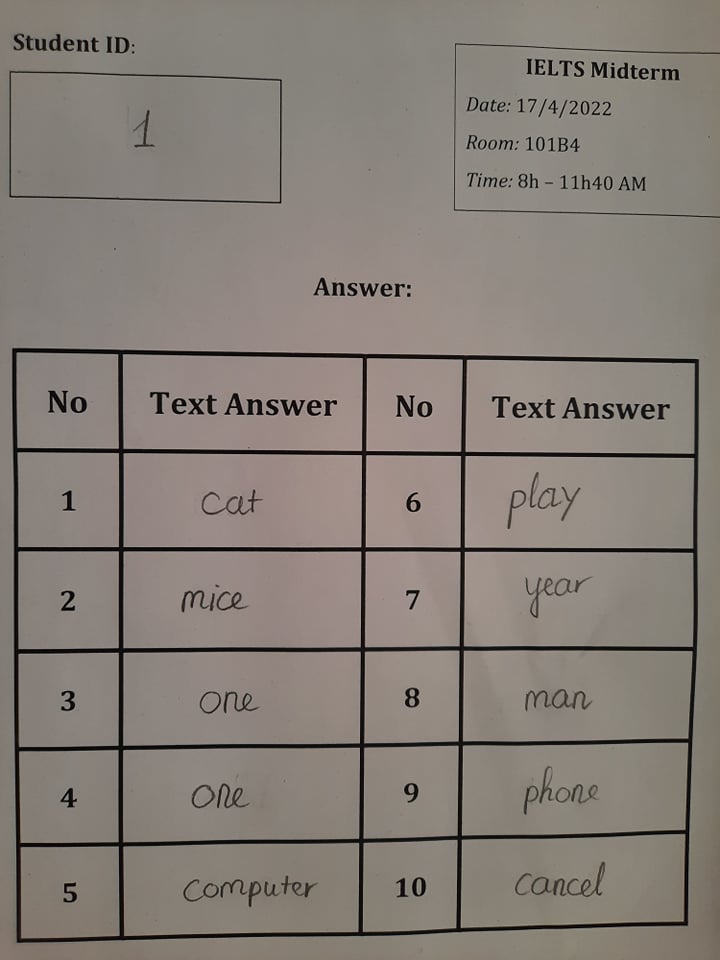 Student ID:
1
IELTS Midterm
Date: 17/4/2022
Room: 101B4
Time: 8h – 11h40 AM
Answer:
No Text Answer No Text Answer
1 cat 6 play
2 mice 7 year
3 one 8 man
4 one 9 phone
5 computer 10 cancel